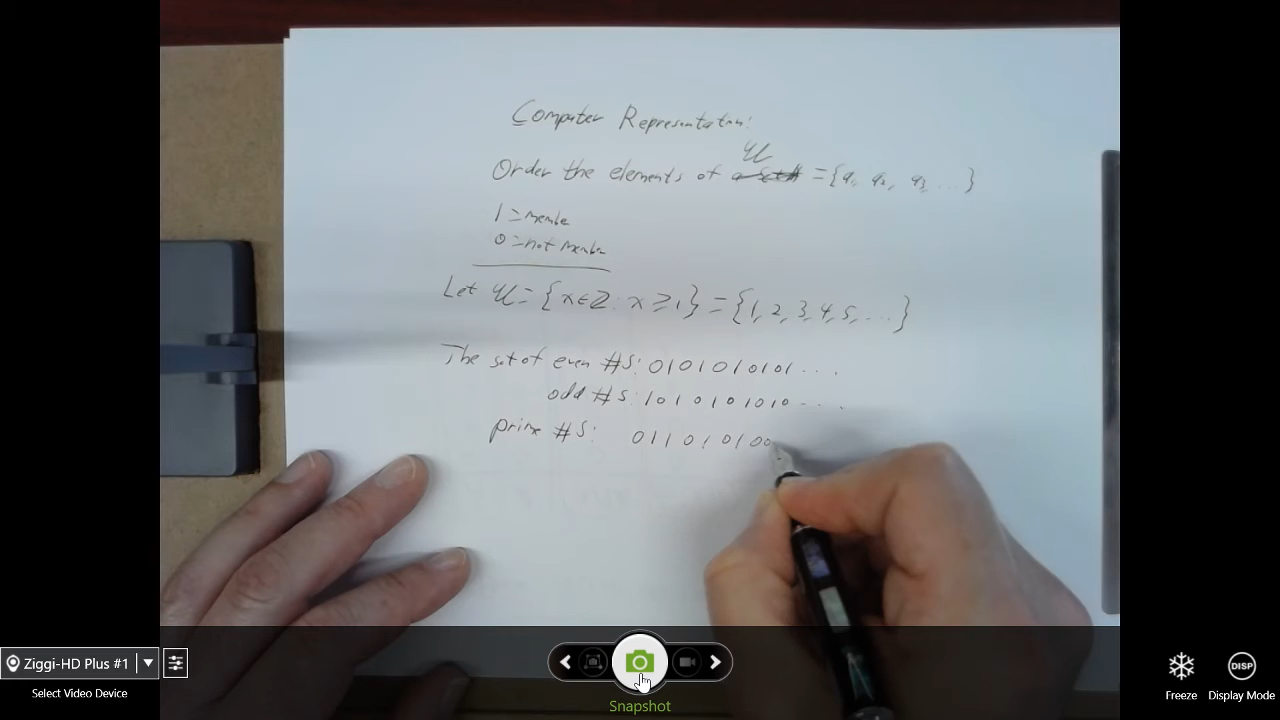 Computer Representation:
U
Order the elements of = {a1, a2, a3, ...}
1 = member
0 = not member
Let U = {x ∈ Z : x ≥ 1} = {1, 2, 3, 4, 5, ...}
The set of even #s: 0101010101...
odd #s: 1010101010...
prime #s: 011010100
Ziggi-HD Plus #1
Select Video Device
Snapshot
Freeze
DISP
Display Mode